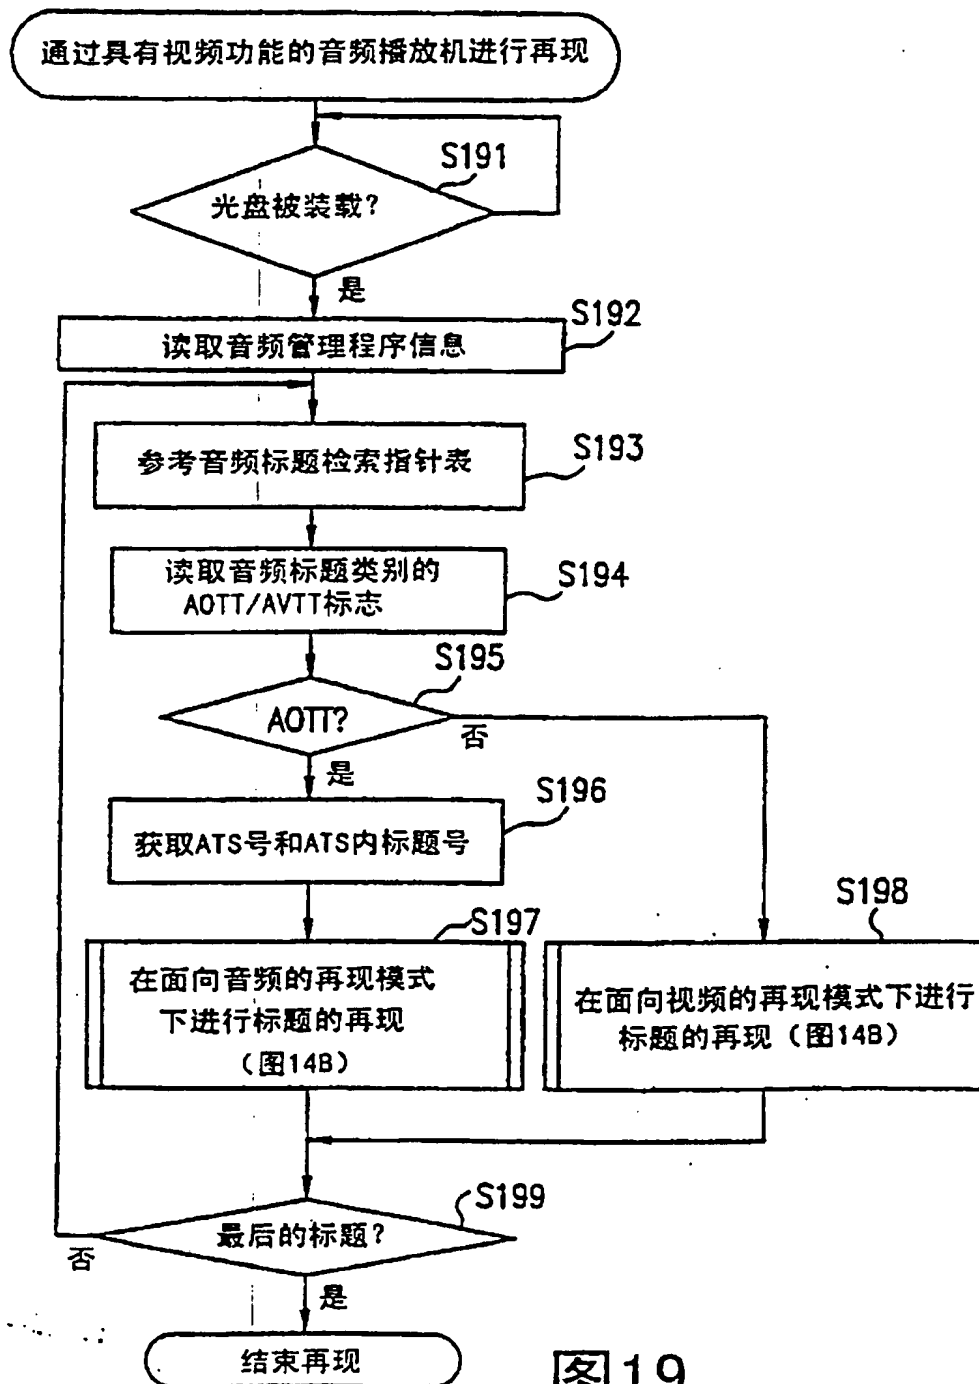 通过具有视频功能的音频播放机进行再现
S191
光盘被装载?
是
S192
读取音频管理程序信息
S193
参考音频标题检索指针表
S194
读取音频标题类别的
AOTT/AVTT标志
S195
AOTT?
否
是
S196
获取ATS号和ATS内标题号
S197
在面向音频的再现模式
下进行标题的再现
(图14B)
S198
在面向视频的再现模式下进行
标题的再现(图14B)
S199
最后的标题?
否
是
结束再现
图19